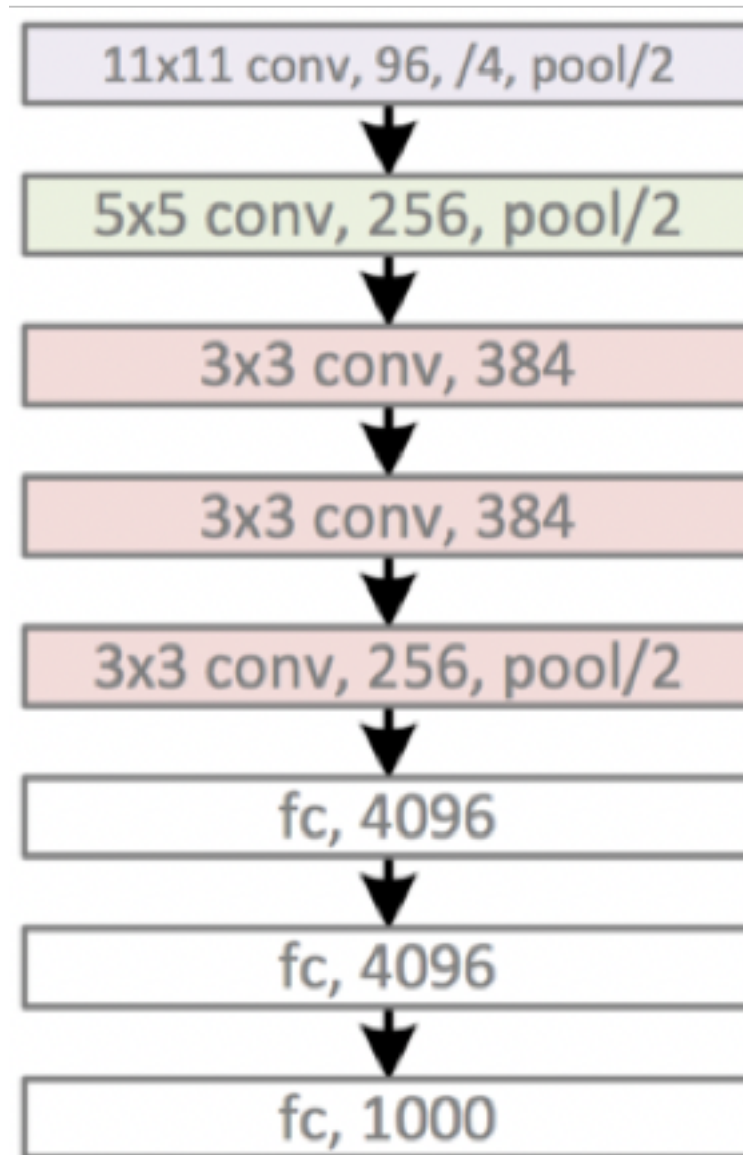 11x11 conv, 96, /4, pool/2
5x5 conv, 256, pool/2
3x3 conv, 384
3x3 conv, 384
3x3 conv, 256, pool/2
fc, 4096
fc, 4096
fc, 1000